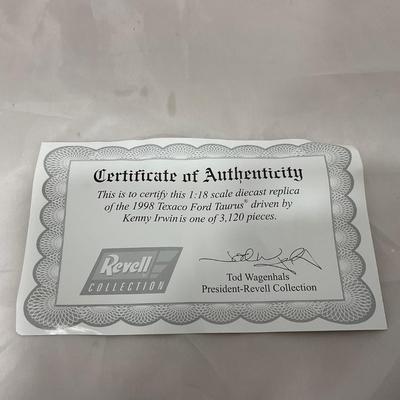 Certificate of Authenticity
This is to certify this 1:18 scale diecast replica
of the 1998 Texaco Ford Taurus® driven by
Kenny Irwin is one of 3,120 pieces.
Revell
COLLECTION
Tod Wagenhals
President-Revell Collection